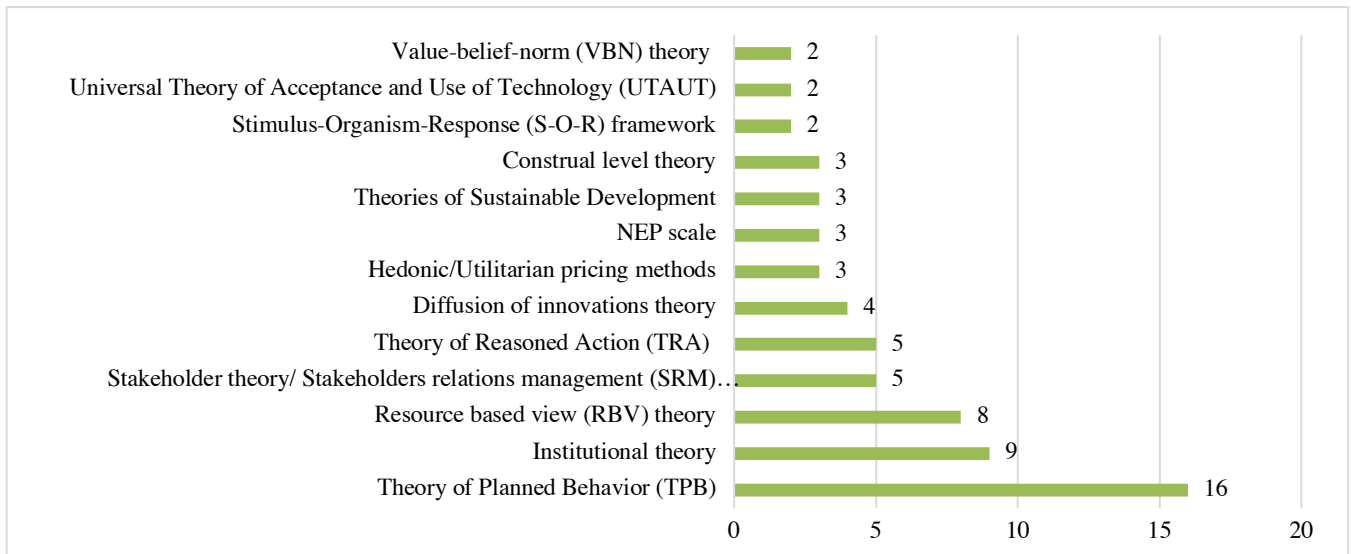 Value-belief-norm (VBN) theory 2
Universal Theory of Acceptance and Use of Technology (UTAUT) 2
Stimulus-Organism-Response (S-O-R) framework 2
Construal level theory 3
Theories of Sustainable Development 3
NEP scale 3
Hedonic/Utilitarian pricing methods 3
Diffusion of innovations theory 4
Theory of Reasoned Action (TRA) 5
Stakeholder theory/ Stakeholders relations management (SRM)… 5
Resource based view (RBV) theory 8
Institutional theory 9
Theory of Planned Behavior (TPB) 16
0 5 10 15 20